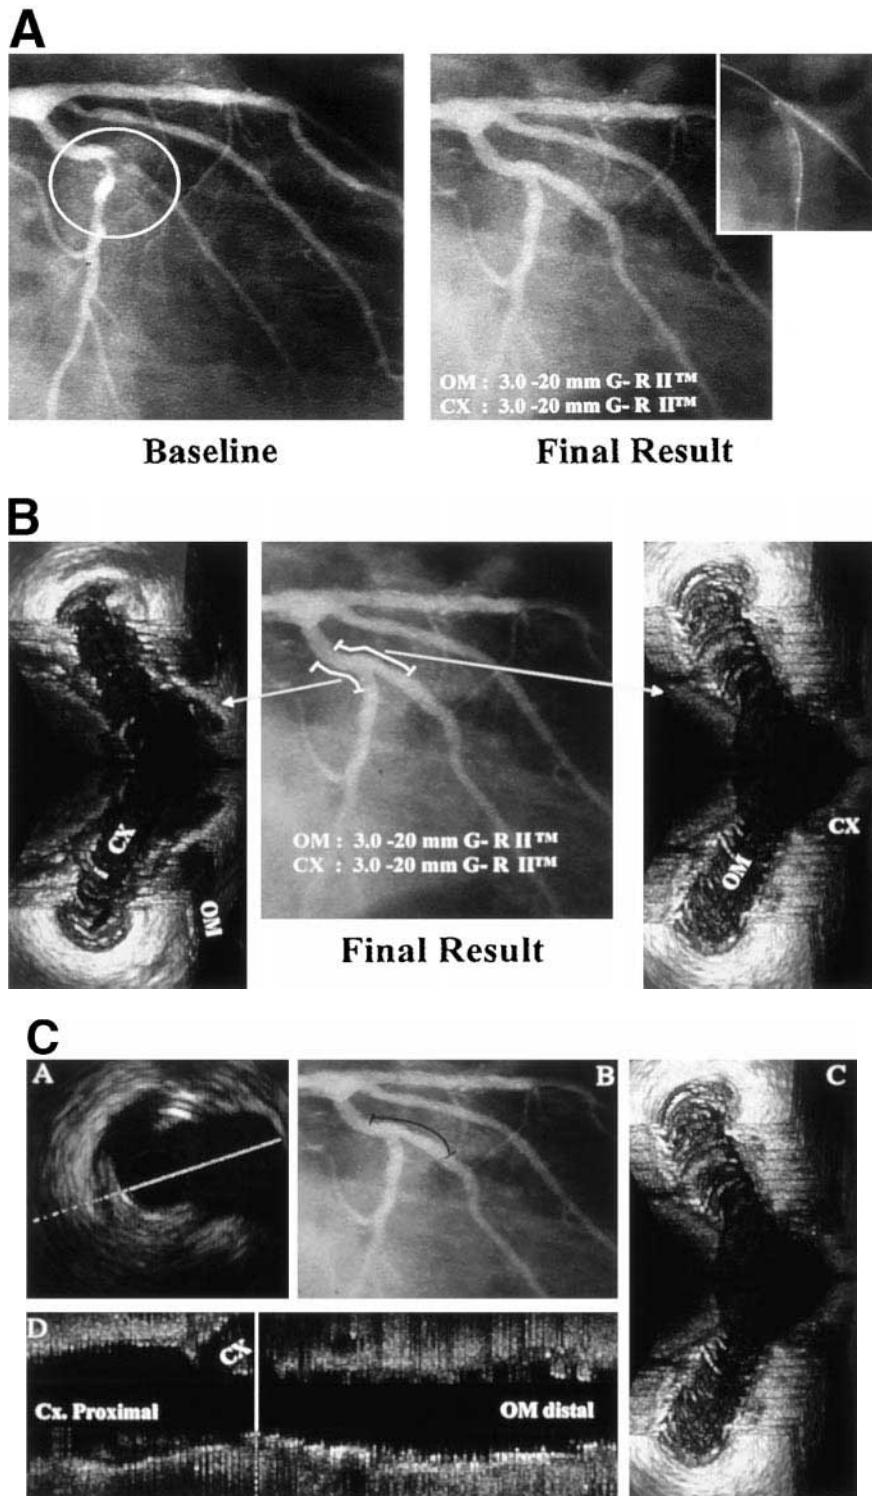 A
OM : 3.0 -20 mm G- R II™
CX : 3.0 -20 mm G- R II™
Baseline
Final Result
B
CX
OM
OM : 3.0 -20 mm G- R II™
CX : 3.0 -20 mm G- R II™
Final Result
CX
OM
C
A
B
C
D
CX
Cx. Proximal
OM distal